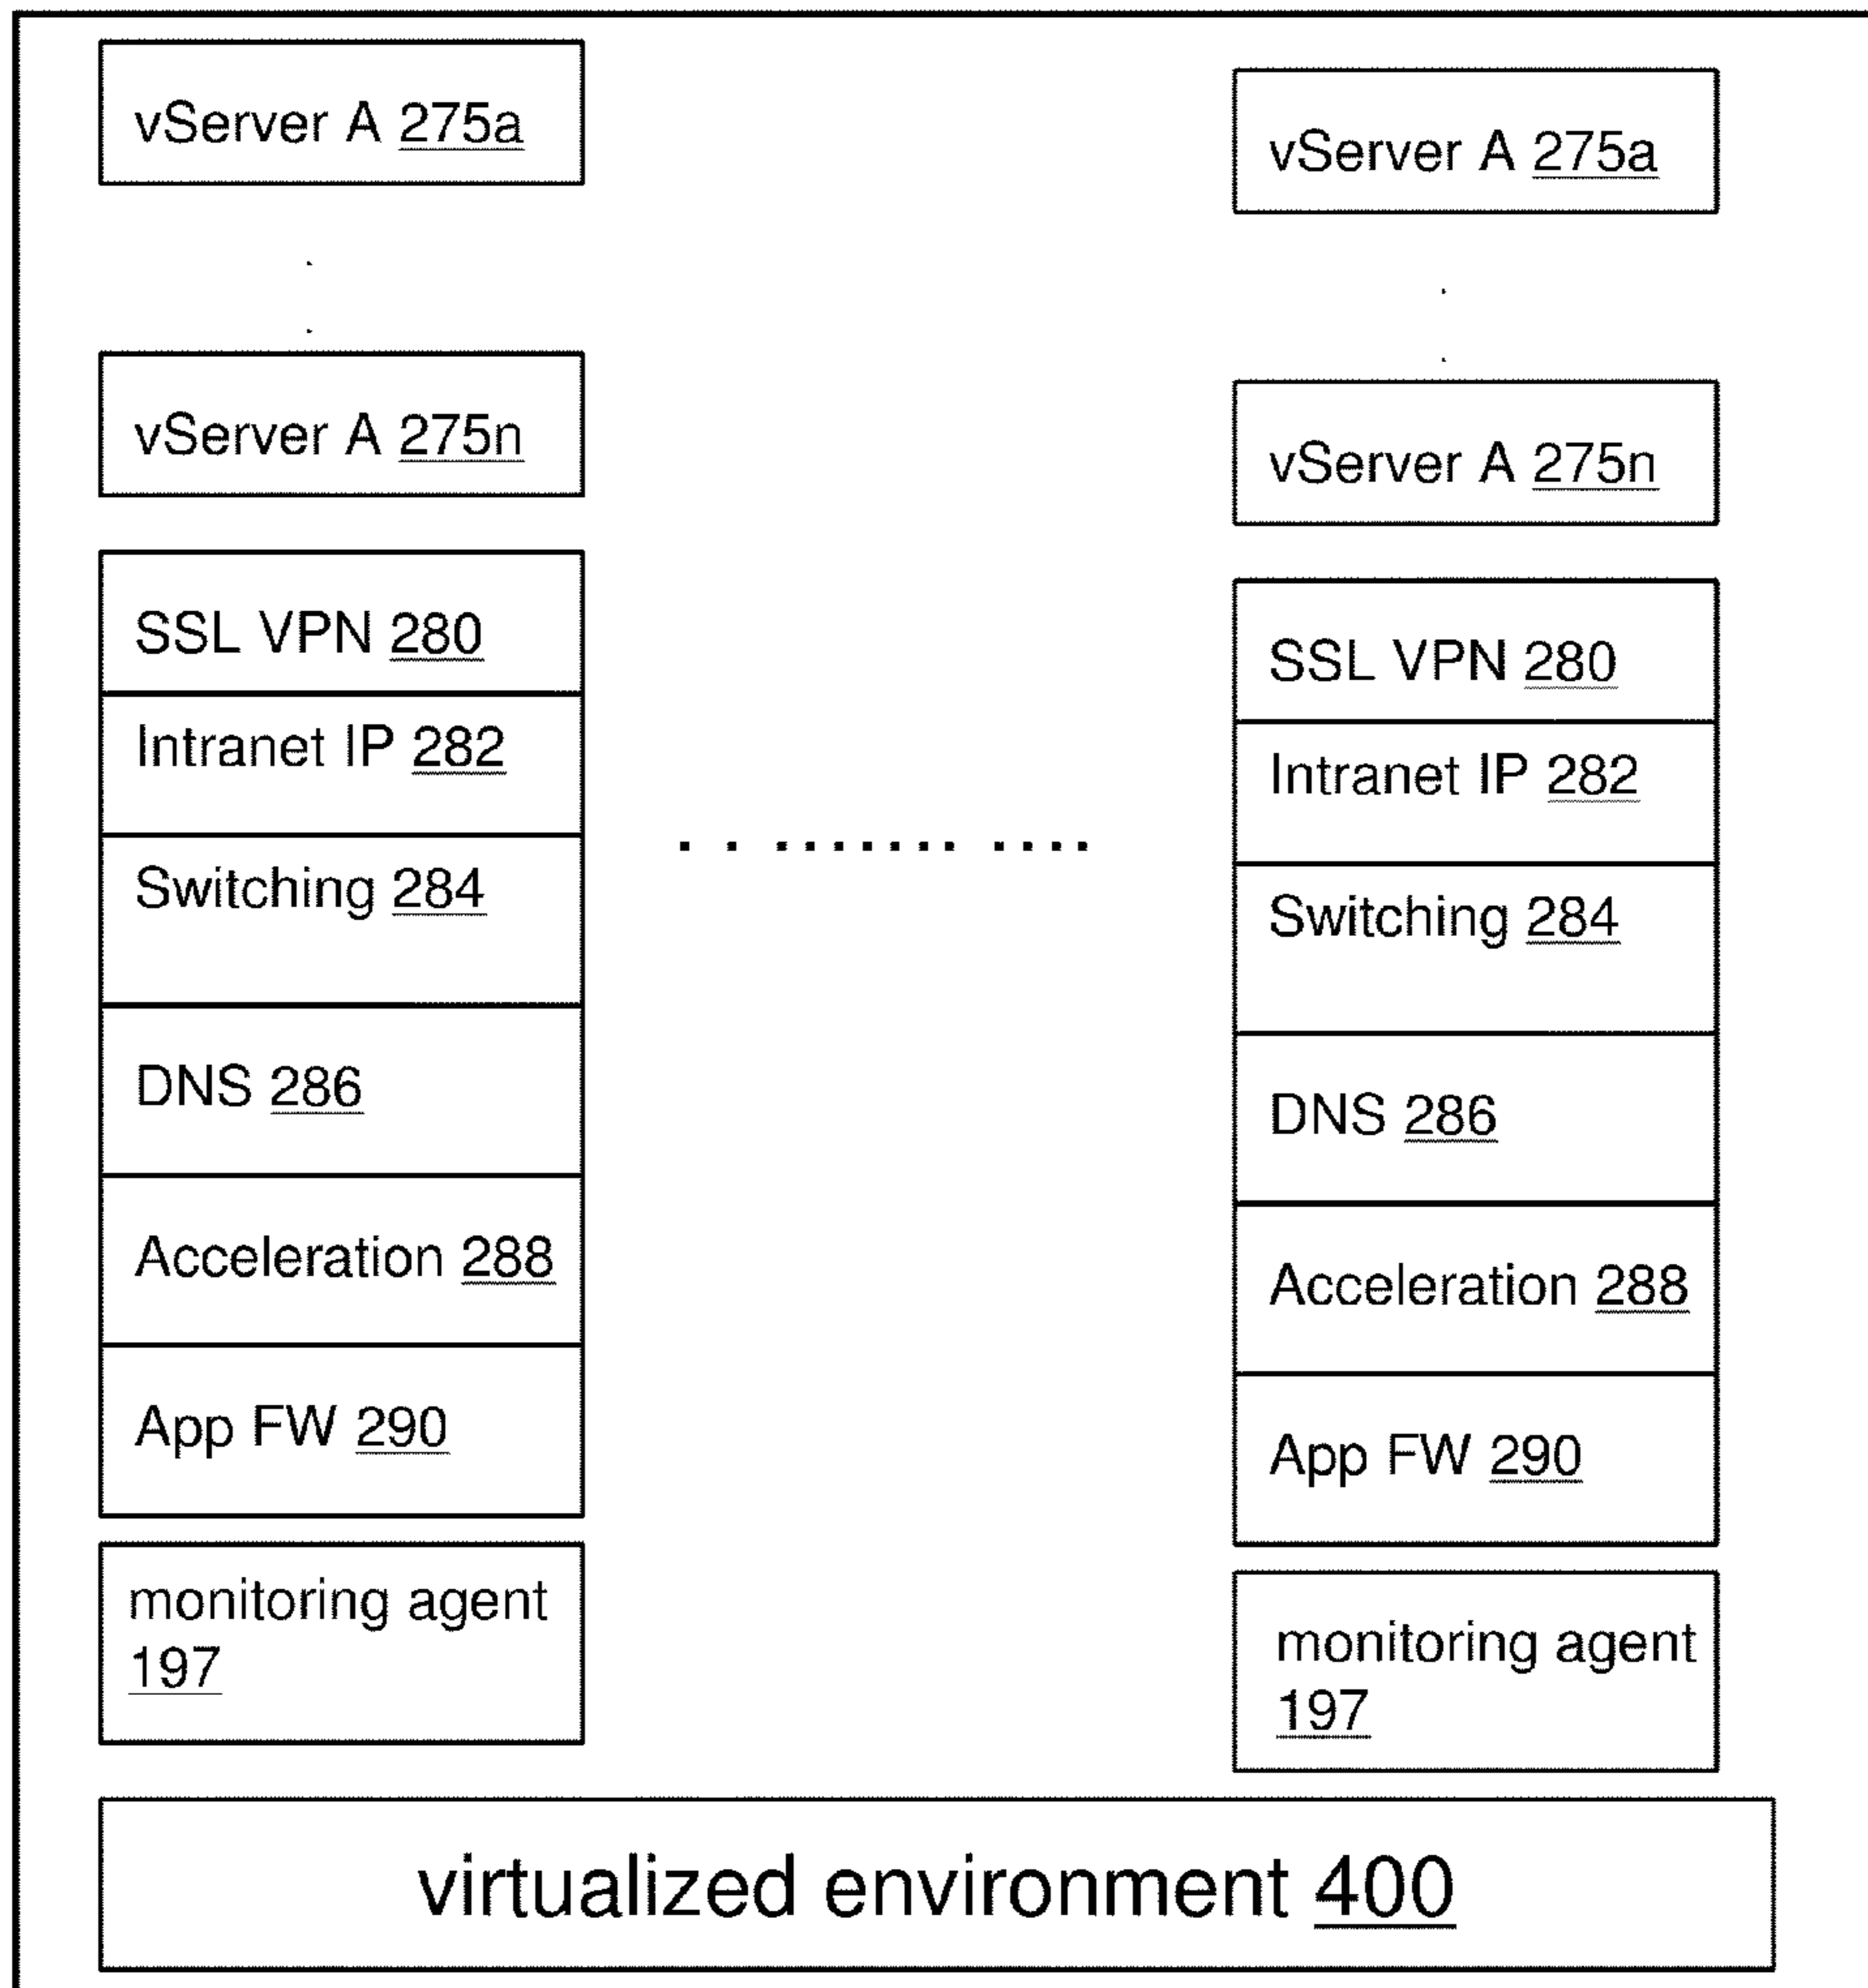 vServer A 275a
vServer A 275n
SSL VPN 280
Intranet IP 282
Switching 284
DNS 286
Acceleration 288
App FW 290
monitoring agent
197
vServer A 275a
vServer A 275n
SSL VPN 280
Intranet IP 282
Switching 284
DNS 286
Acceleration 288
App FW 290
monitoring agent
197
virtualized environment 400